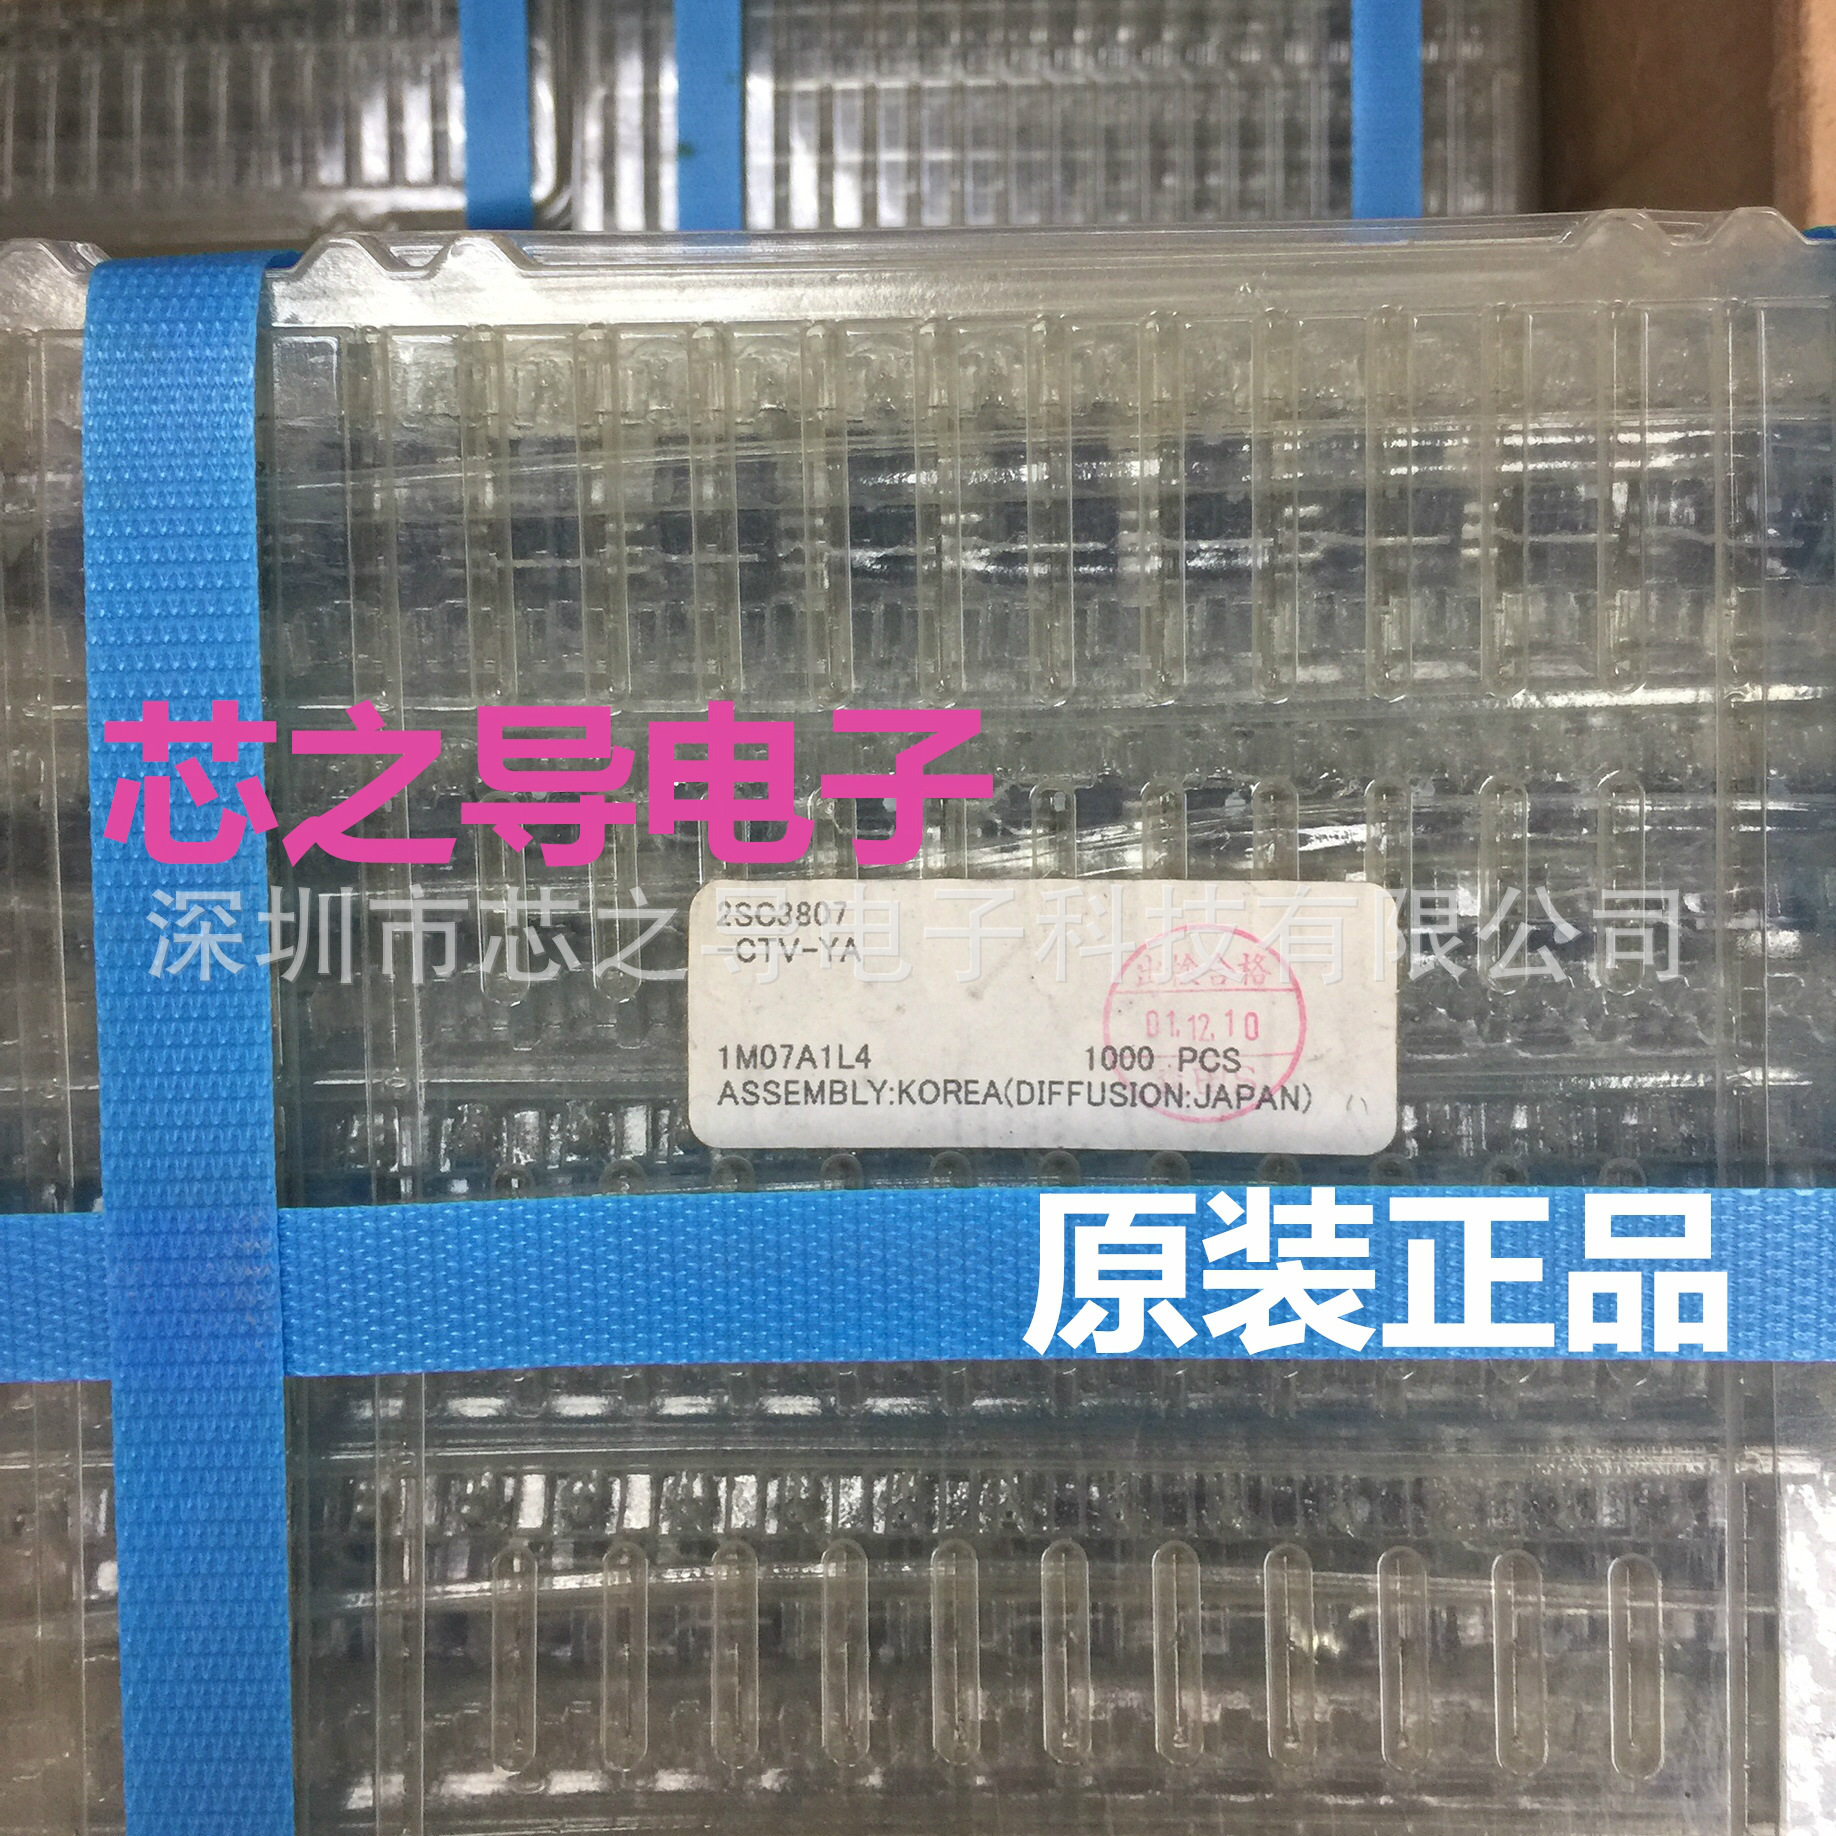 芯之导电子
深圳市芯之导电子科技有限公司
2SC3807
-CTV-YA
出検合格
01.12.10
1M07A1L4 1000 PCS
ASSEMBLY:KOREA(DIFFUSION:JAPAN)
原装正品